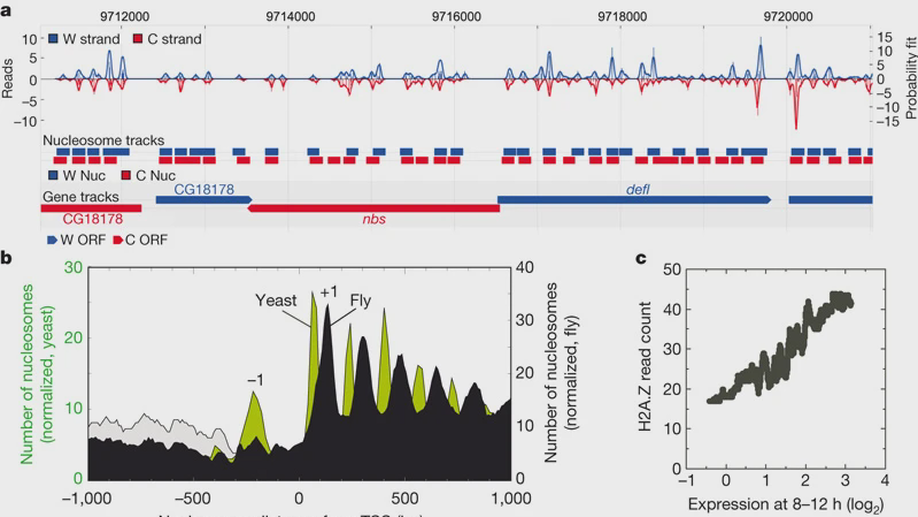 a
9712000 9714000 9716000 9718000 9720000
W strand C strand
Reads
10
5
0
−5
−10
15
10
5
0
−5
−10
−15
Probability fit
Nucleosome tracks
W Nuc C Nuc
Gene tracks
CG18178
CG18178
nbs
defl
W ORF C ORF
b
Number of nucleosomes
(normalized, yeast)
30
20
10
0
Yeast
+1
Fly
−1
40
30
20
10
0
Number of nucleosomes
(normalized, fly)
−1,000 −500 0 500 1,000
c
H2A.Z read count
50
40
30
20
10
0
−1 0 1 2 3 4
Expression at 8–12 h (log2)